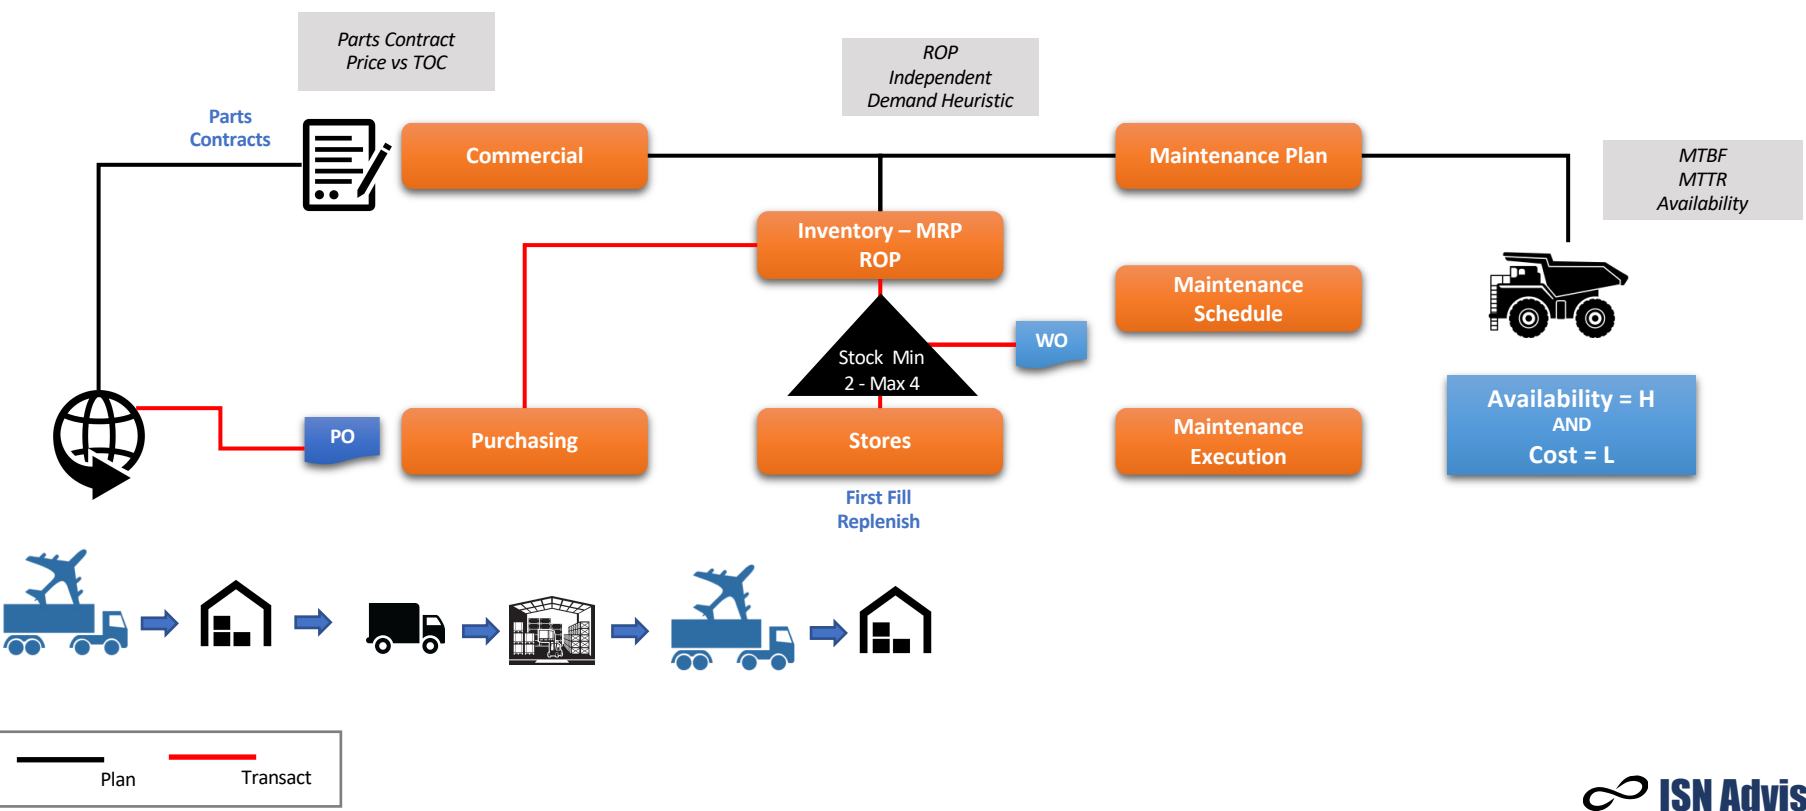 Parts Contract
Price vs TOC
ROP
Independent
Demand Heuristic
Parts
Contracts
Commercial
Maintenance Plan
MTBF
MTTR
Availability
Inventory – MRP
ROP
Maintenance
Schedule
WO
Stock Min
2 - Max 4
Availability = H
AND
Cost = L
PO
Purchasing
Stores
Maintenance
Execution
First Fill
Replenish
Plan
Transact
ISN Advis